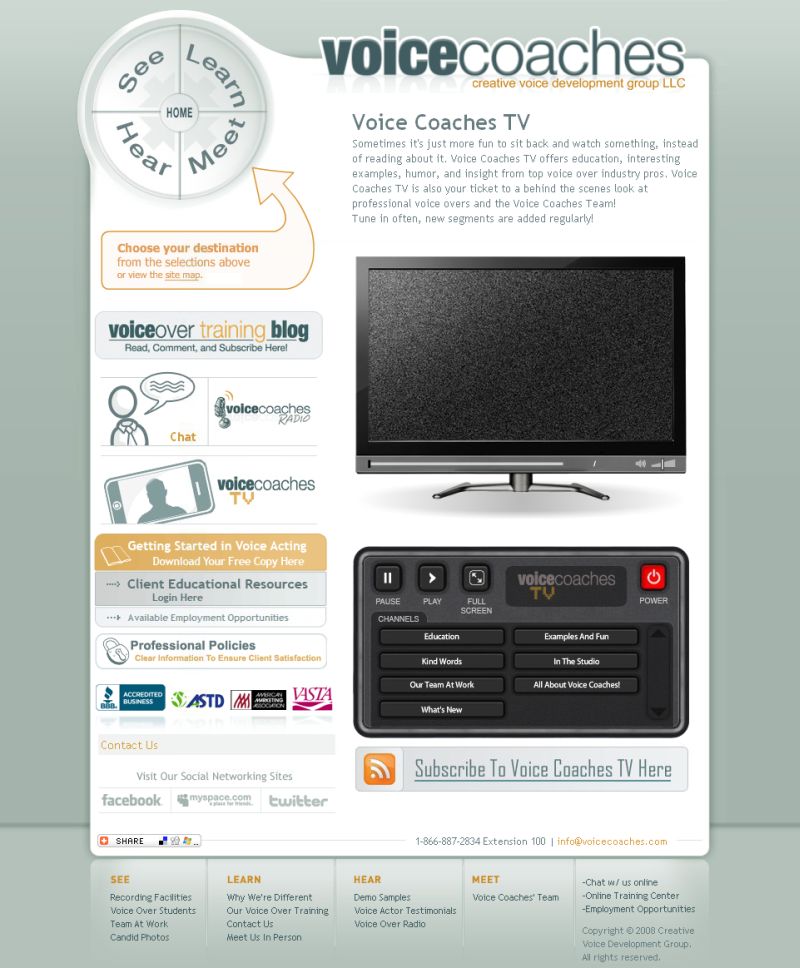 See
Learn
HOME
Hear
Meet
voicecoaches
creative voice development group LLC
Choose your destination
from the selections above
or view the site map.
voiceover training blog
Read, Comment, and Subscribe Here!
Chat
voicecoaches
RADIO
voicecoaches
TV
Getting Started in Voice Acting
Download Your Free Copy Here
Client Educational Resources
Login Here
Available Employment Opportunities
Professional Policies
Clear Information To Ensure Client Satisfaction
BBB.
ACCREDITED
BUSINESS
ASTD
AMERICAN
MARKETING
ASSOCIATION
VASTA
Contact Us
Visit Our Social Networking Sites
facebook
myspace.com
a place for friends.
twitter
Voice Coaches TV
Sometimes it's just more fun to sit back and watch something, instead
of reading about it. Voice Coaches TV offers education, interesting
examples, humor, and insight from top voice over industry pros. Voice
Coaches TV is also your ticket to a behind the scenes look at
professional voice overs and the Voice Coaches Team!
Tune in often, new segments are added regularly!
/
voicecoaches
TV
PAUSE
PLAY
FULL
SCREEN
POWER
CHANNELS
Education
Examples And Fun
Kind Words
In The Studio
Our Team At Work
All About Voice Coaches!
What's New
Subscribe To Voice Coaches TV Here
SHARE
1-866-887-2834 Extension 100 | info@voicecoaches.com
SEE
Recording Facilities
Voice Over Students
Team At Work
Candid Photos
LEARN
Why We're Different
Our Voice Over Training
Contact Us
Meet Us In Person
HEAR
Demo Samples
Voice Actor Testimonials
Voice Over Radio
MEET
Voice Coaches' Team
-Chat w/ us online
-Online Training Center
-Employment Opportunities
Copyright © 2008 Creative
Voice Development Group.
All rights reserved.